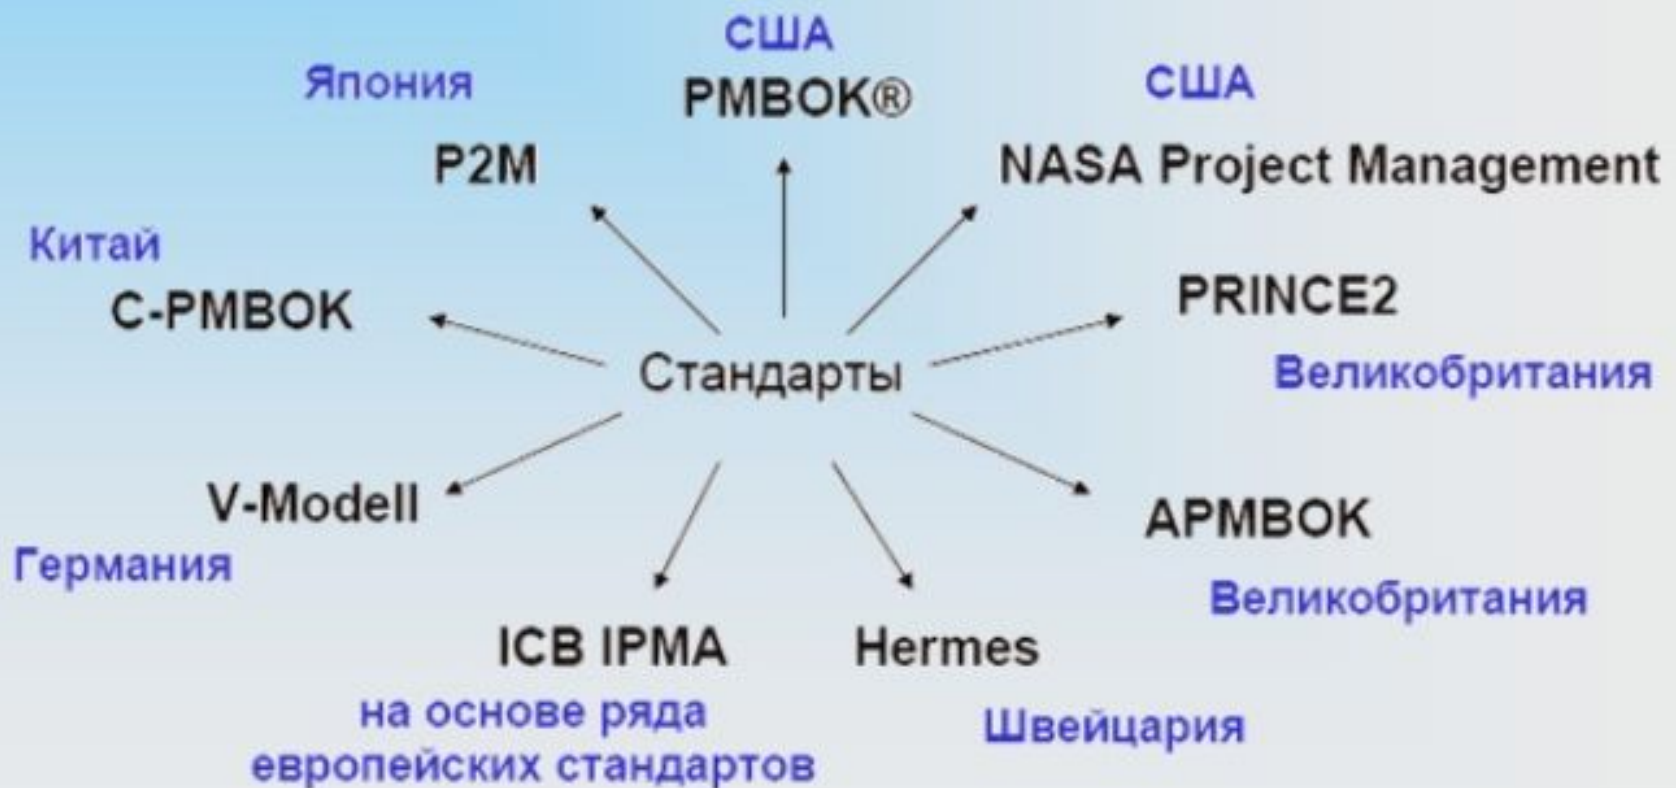 США
PMBOK®
Япония
P2M
США
NASA Project Management
Китай
C-PMBOK
PRINCE2
Великобритания
Стандарты
V-Modell
Германия
APMBOK
Великобритания
ICB IPMA
на основе ряда
европейских стандартов
Hermes
Швейцария